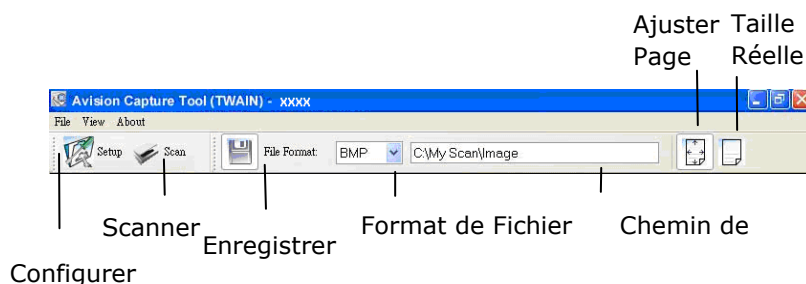 Ajuster Page
Taille Réelle
Avision Capture Tool (TWAIN) - xxxx
File View About
Setup Scan File Format: BMP C:\My Scan\Image
Scanner
Enregistrer
Format de Fichier
Chemin de
Configurer